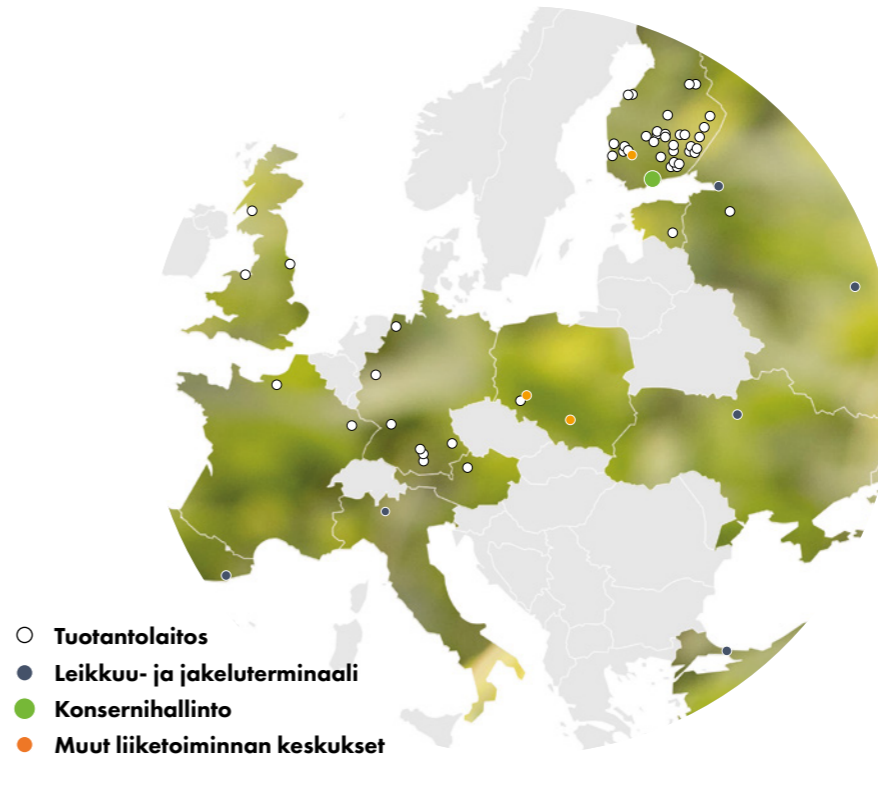 Tuotantolaitos
Leikkuu- ja jakeluterminaali
Konsernihallinto
Muut liiketoiminnan keskukset